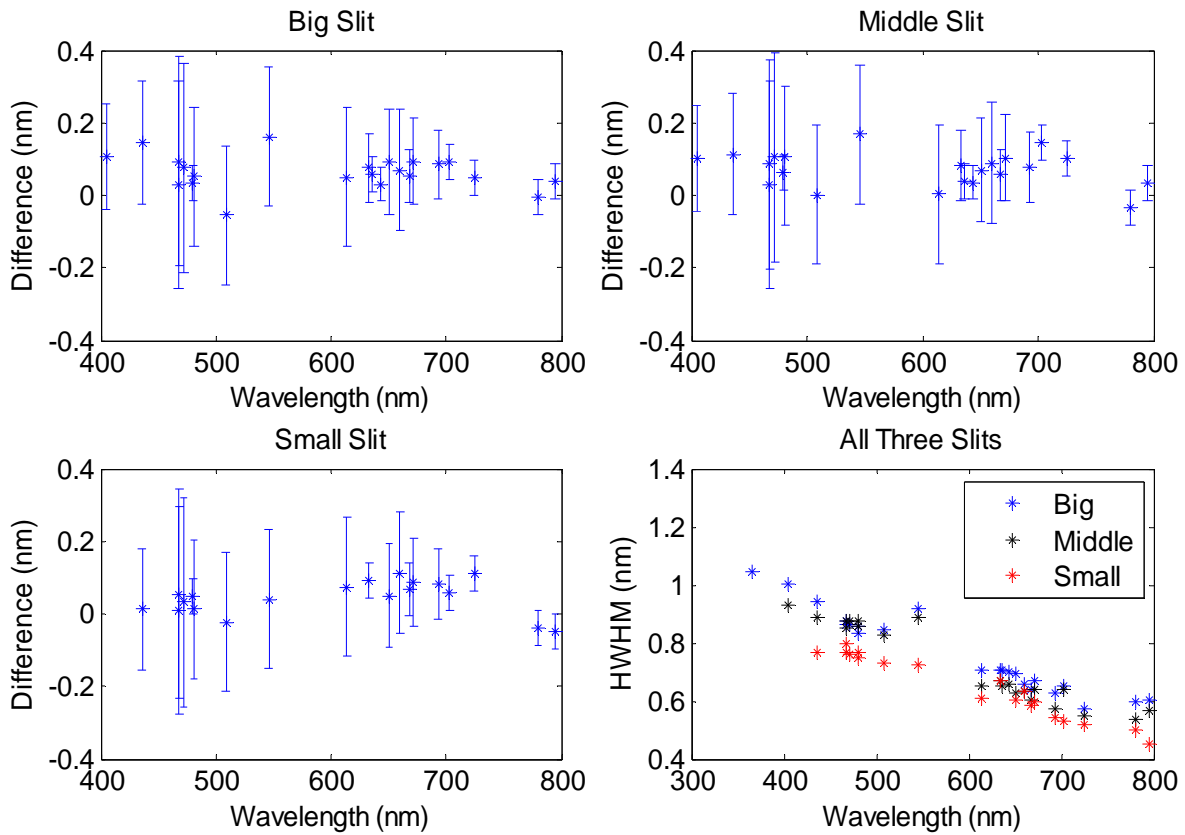 Big Slit
0.4
0.2
0
-0.2
-0.4
Difference (nm)
400 500 600 700 800
Wavelength (nm)
Middle Slit
0.4
0.2
0
-0.2
-0.4
Difference (nm)
400 500 600 700 800
Wavelength (nm)
Small Slit
0.4
0.2
0
-0.2
-0.4
Difference (nm)
400 500 600 700 800
Wavelength (nm)
All Three Slits
1.4
1.2
1
0.8
0.6
0.4
HWHM (nm)
Big
Middle
Small
300 400 500 600 700 800
Wavelength (nm)